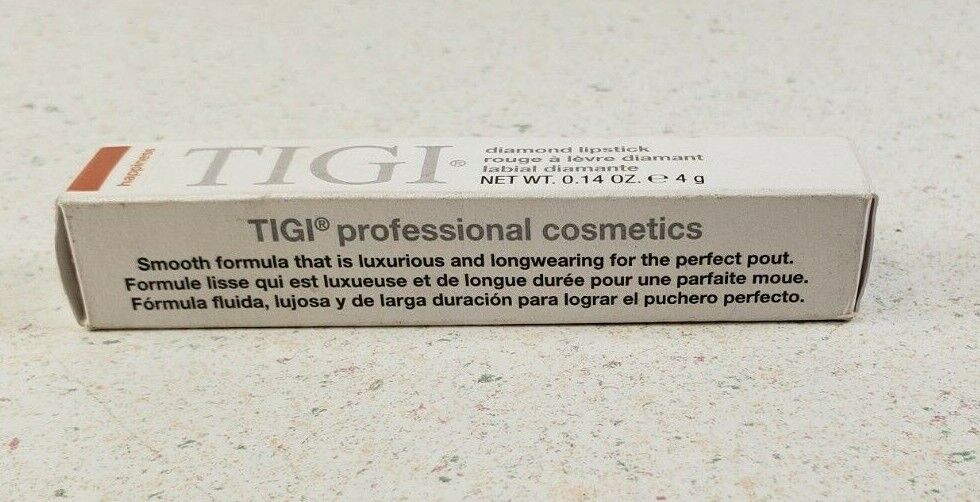 happiness
TIGI®
diamond lipstick
rouge à lèvre diamant
labial diamante
NET WT. 0.14 OZ. ℮ 4 g
TIGI® professional cosmetics
Smooth formula that is luxurious and longwearing for the perfect pout.
Formule lisse qui est luxueuse et de longue durée pour une parfaite moue.
Fórmula fluida, lujosa y de larga duración para lograr el puchero perfecto.